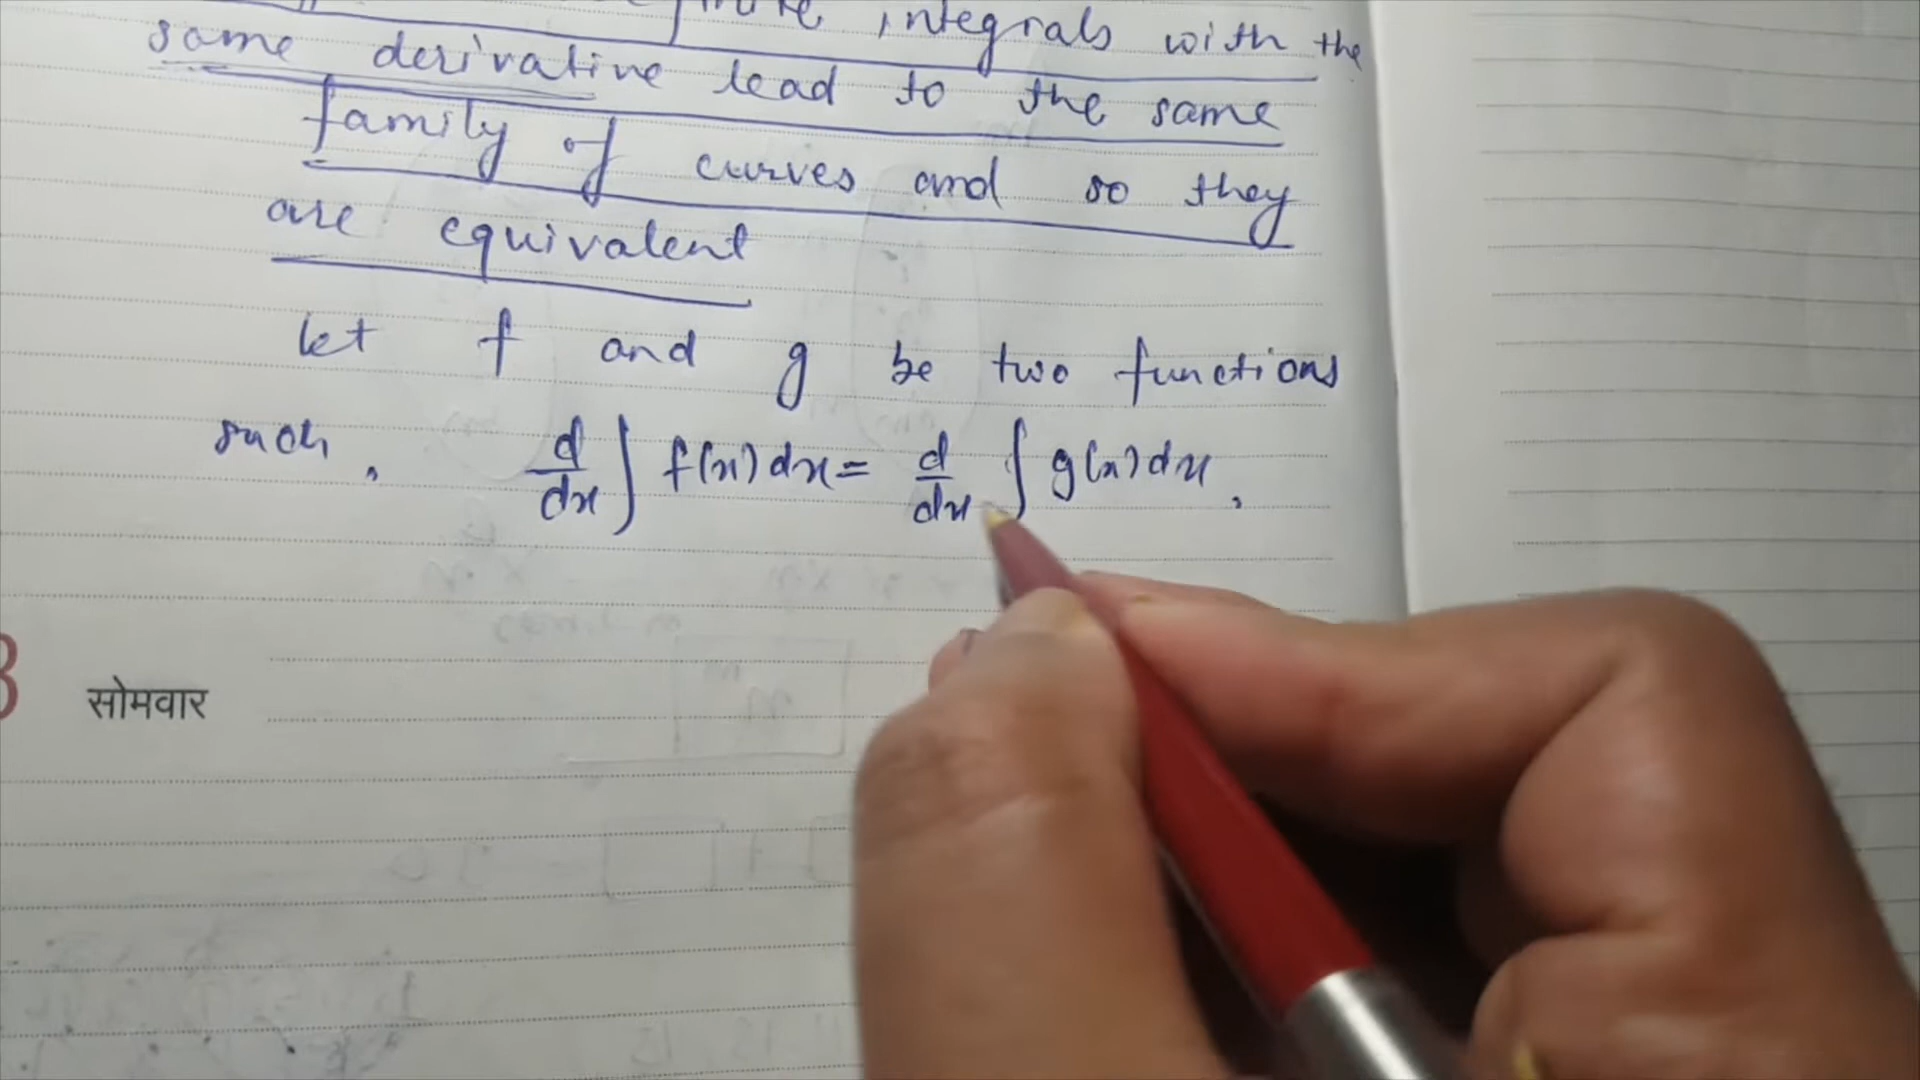 integrals with the
same derivative lead to the same
family of curves and so they
are equivalent
let f and g be two functions
such, d/dx ∫ f(x) dx = d/dx ∫ g(x) dx,
सोमवार